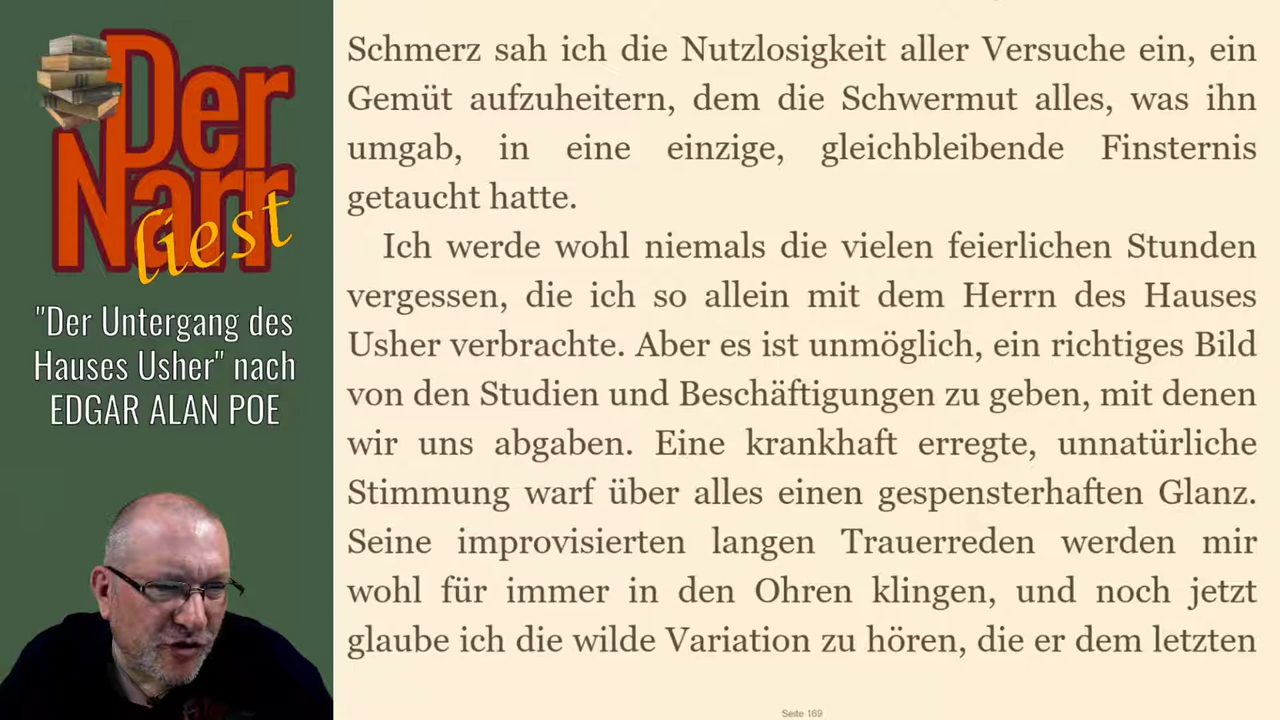 Der
Narr
liest
"Der Untergang des
Hauses Usher" nach
EDGAR ALAN POE
Schmerz sah ich die Nutzlosigkeit aller Versuche ein, ein
Gemüt aufzuheitern, dem die Schwermut alles, was ihn
umgab, in eine einzige, gleichbleibende Finsternis
getaucht hatte.
Ich werde wohl niemals die vielen feierlichen Stunden
vergessen, die ich so allein mit dem Herrn des Hauses
Usher verbrachte. Aber es ist unmöglich, ein richtiges Bild
von den Studien und Beschäftigungen zu geben, mit denen
wir uns abgaben. Eine krankhaft erregte, unnatürliche
Stimmung warf über alles einen gespensterhaften Glanz.
Seine improvisierten langen Trauerreden werden mir
wohl für immer in den Ohren klingen, und noch jetzt
glaube ich die wilde Variation zu hören, die er dem letzten
Seite 169